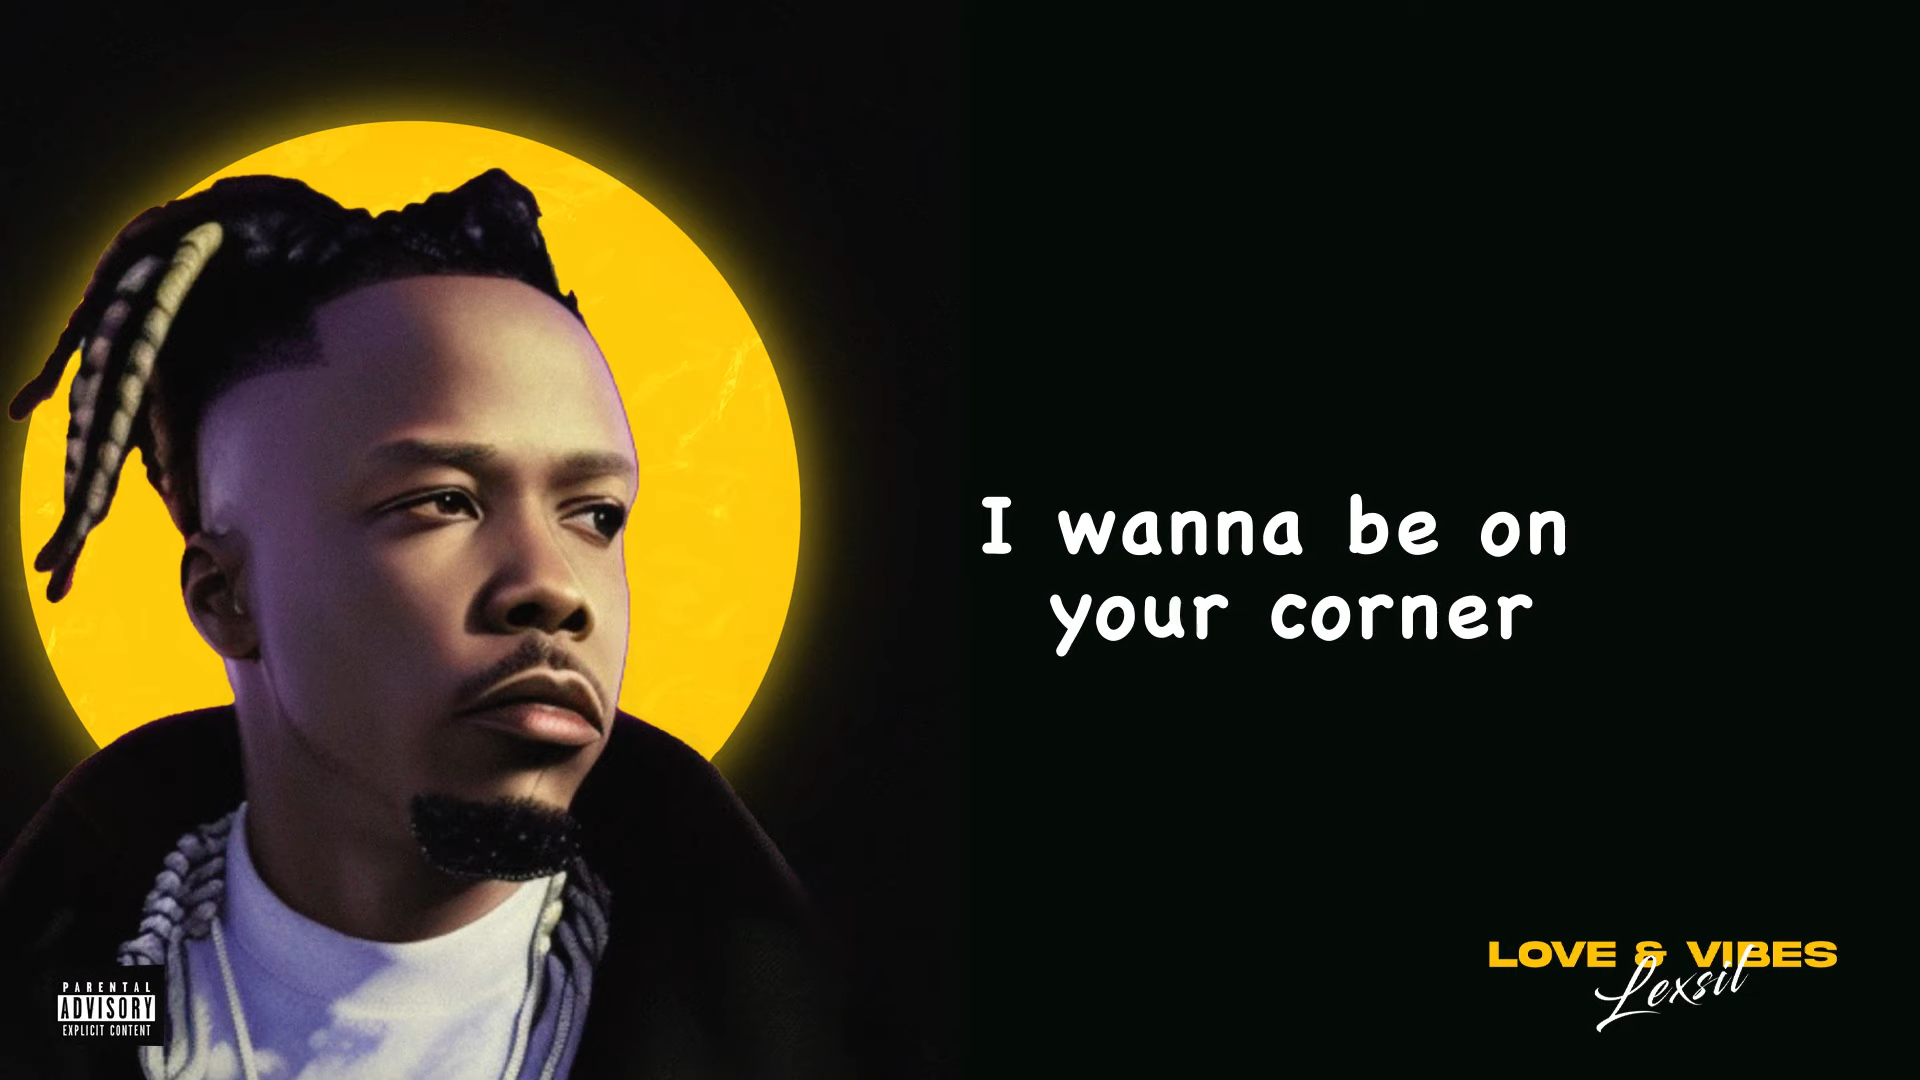 I wanna be on
your corner
LOVE & VIBES
Lexsil
PARENTAL
ADVISORY
EXPLICIT CONTENT